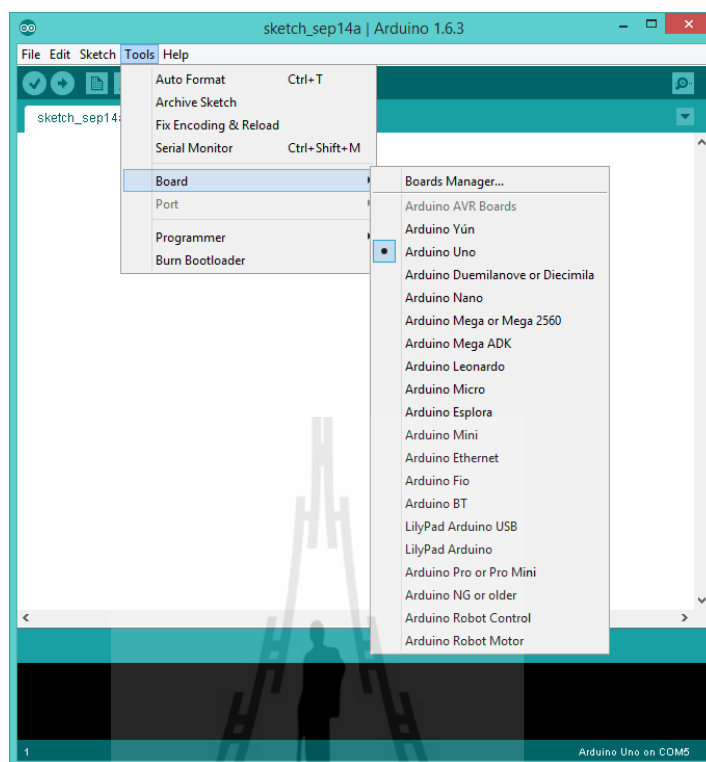 sketch_sep14a | Arduino 1.6.3
File Edit Sketch Tools Help
Auto Format Ctrl+T
Archive Sketch
sketch_sep14a
Fix Encoding & Reload
Serial Monitor Ctrl+Shift+M
Board
Port
Programmer
Burn Bootloader
Boards Manager...
Arduino AVR Boards
Arduino Yún
Arduino Uno
Arduino Duemilanove or Diecimila
Arduino Nano
Arduino Mega or Mega 2560
Arduino Mega ADK
Arduino Leonardo
Arduino Micro
Arduino Esplora
Arduino Mini
Arduino Ethernet
Arduino Fio
Arduino BT
LilyPad Arduino USB
LilyPad Arduino
Arduino Pro or Pro Mini
Arduino NG or older
Arduino Robot Control
Arduino Robot Motor
1 Arduino Uno on COM5